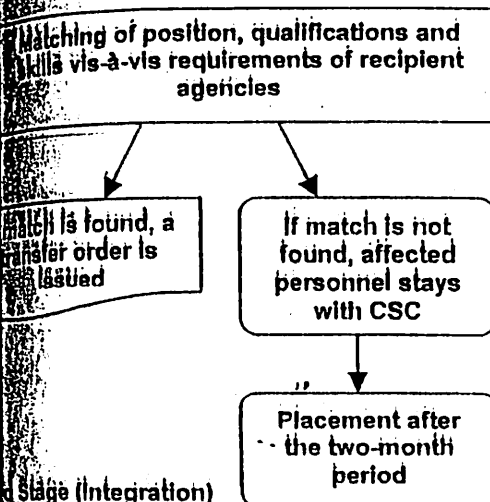 Matching of position, qualifications and
skills vis-à-vis requirements of recipient
agencies
match is found, a
transfer order is
issued
If match is not
found, affected
personnel stays
with CSC
Placement after
the two-month
period
Stage (Integration)